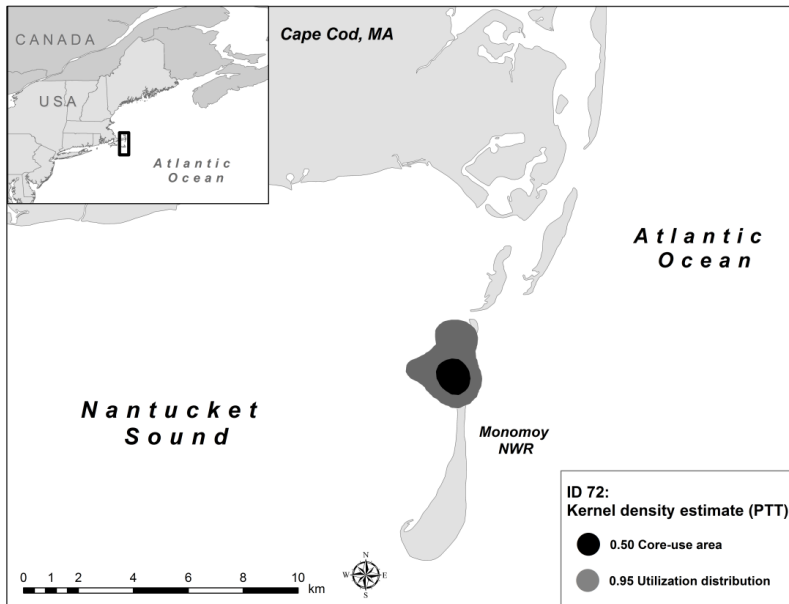 CANADA
USA
Atlantic
Ocean
Cape Cod, MA
Atlantic
Ocean
Nantucket
Sound
Monomoy
NWR
ID 72:
Kernel density estimate (PTT)
0.50 Core-use area
0.95 Utilization distribution
N
W E
S
0 1 2 4 6 8 10
km